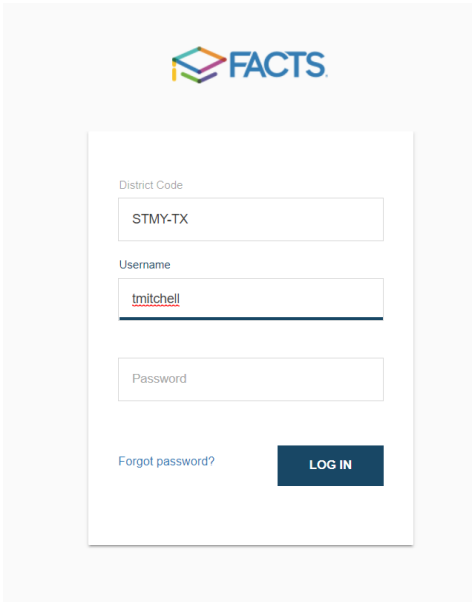 FACTS
District Code
STMY-TX
Username
tmitchell
Password
Forgot password?
LOG IN